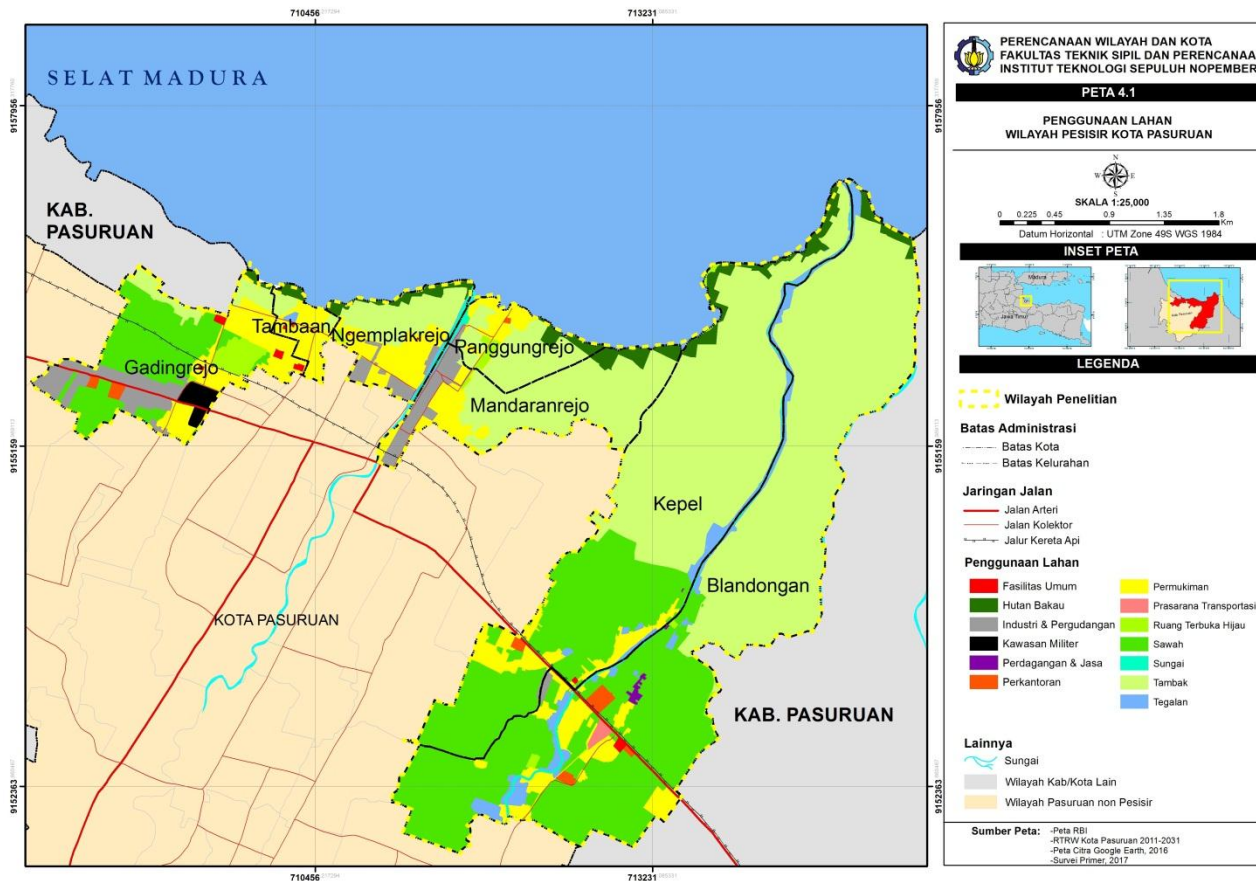 710456
713231
SELAT MADURA
9157956
9157956
KAB.
PASURUAN
Tambaan
Ngemplakrejo
Panggungrejo
Gadingrejo
Mandaranrejo
9155159
9155159
Kepel
Blandongan
KOTA PASURUAN
KAB. PASURUAN
9152363
9152363
710456
713231
PERENCANAAN WILAYAH DAN KOTA
FAKULTAS TEKNIK SIPIL DAN PERENCANAA
INSTITUT TEKNOLOGI SEPULUH NOPEMBER
PETA 4.1
PENGGUNAAN LAHAN
WILAYAH PESISIR KOTA PASURUAN
N
W E
S
SKALA 1:25,000
0 0.225 0.45 0.9 1.35 1.8
Km
Datum Horizontal : UTM Zone 49S WGS 1984
INSET PETA
Madura
Jawa Timur
LEGENDA
Wilayah Penelitian
Batas Administrasi
Batas Kota
Batas Kelurahan
Jaringan Jalan
Jalan Arteri
Jalan Kolektor
Jalur Kereta Api
Penggunaan Lahan
Fasilitas Umum
Hutan Bakau
Industri & Pergudangan
Kawasan Militer
Perdagangan & Jasa
Perkantoran
Permukiman
Prasarana Transportasi
Ruang Terbuka Hijau
Sawah
Sungai
Tambak
Tegalan
Lainnya
Sungai
Wilayah Kab/Kota Lain
Wilayah Pasuruan non Pesisir
Sumber Peta: -Peta RBI
-RTRW Kota Pasuruan 2011-2031
-Peta Citra Google Earth, 2016
-Survei Primer, 2017